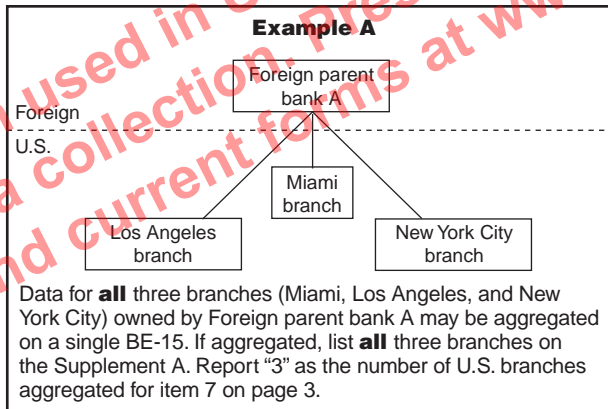 Example A
Foreign parent
bank A
Foreign
U.S.
Miami
branch
Los Angeles
branch
New York City
branch
Data for all three branches (Miami, Los Angeles, and New
York City) owned by Foreign parent bank A may be aggregated
on a single BE-15. If aggregated, list all three branches on
the Supplement A. Report “3” as the number of U.S. branches
aggregated for item 7 on page 3.
used in
a collection. Pres
nd current forms at w